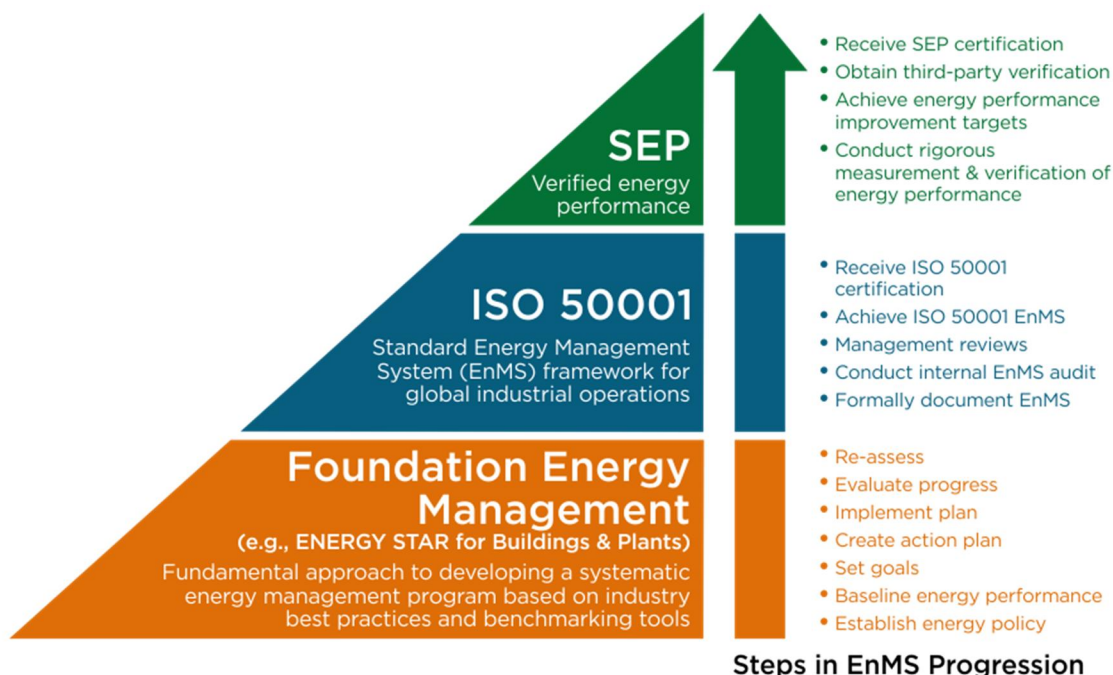 SEP
Verified energy
performance
• Receive SEP certification
• Obtain third-party verification
• Achieve energy performance
improvement targets
• Conduct rigorous
measurement & verification of
energy performance
ISO 50001
Standard Energy Management
System (EnMS) framework for
global industrial operations
• Receive ISO 50001
certification
• Achieve ISO 50001 EnMS
• Management reviews
• Conduct internal EnMS audit
• Formally document EnMS
Foundation Energy
Management
(e.g., ENERGY STAR for Buildings & Plants)
Fundamental approach to developing a systematic
energy management program based on industry
best practices and benchmarking tools
• Re-assess
• Evaluate progress
• Implement plan
• Create action plan
• Set goals
• Baseline energy performance
• Establish energy policy
Steps in EnMS Progression